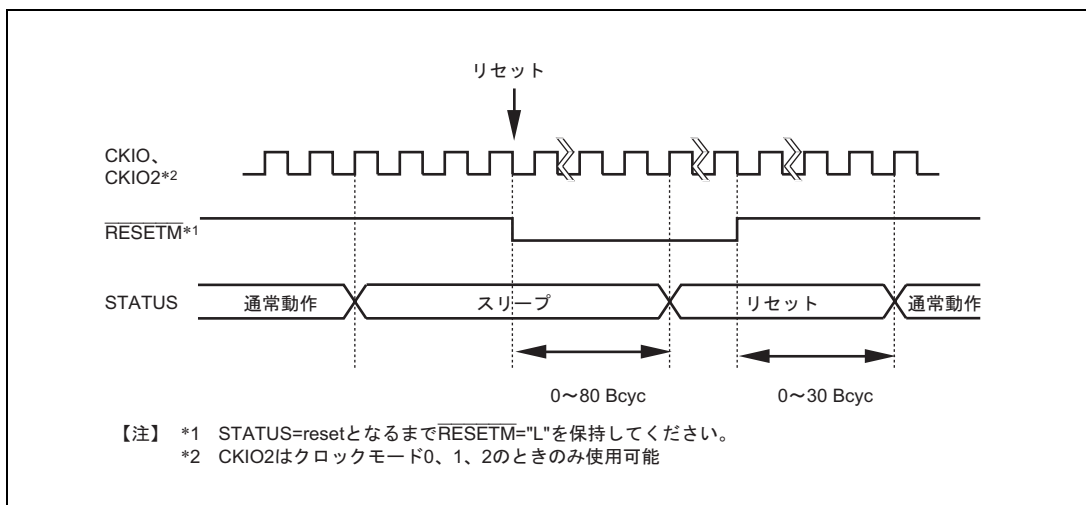 リセット
CKIO、
CKIO2*2
RESETM*1
STATUS 通常動作 スリープ リセット 通常動作
0〜80 Bcyc 0〜30 Bcyc
【注】 *1 STATUS=resetとなるまでRESETM="L"を保持してください。
*2 CKIO2はクロックモード0、1、2のときのみ使用可能